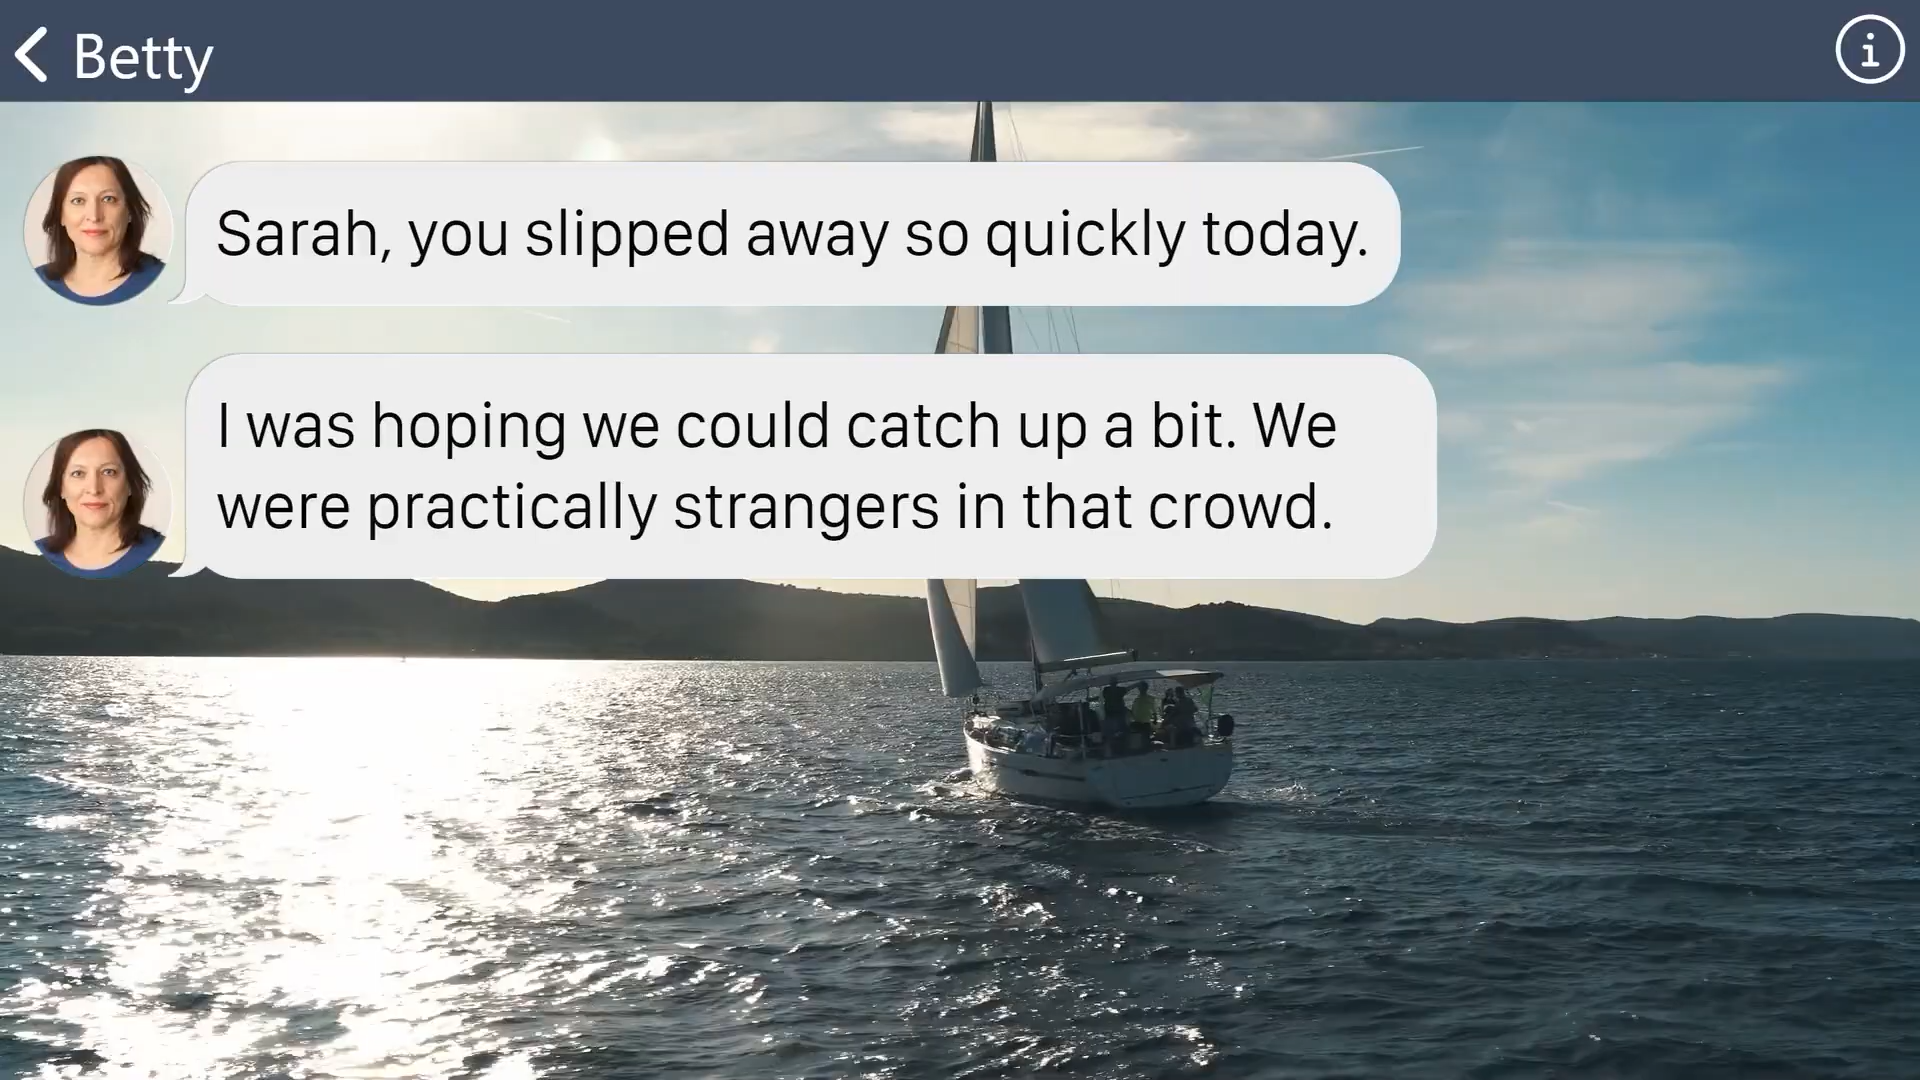 Betty
Sarah, you slipped away so quickly today.
I was hoping we could catch up a bit. We
were practically strangers in that crowd.